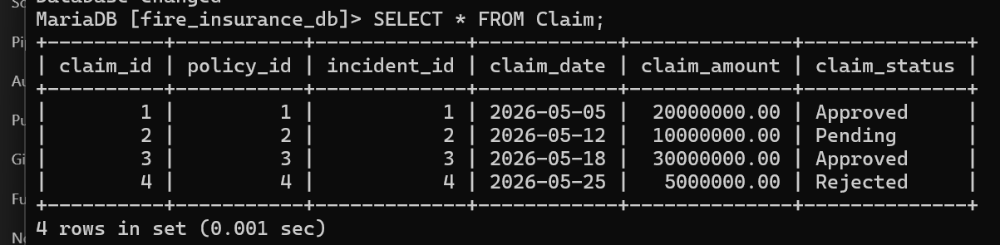 Database changed
MariaDB [fire_insurance_db]> SELECT * FROM Claim;
+----------+-----------+-------------+------------+--------------+--------------+
| claim_id | policy_id | incident_id | claim_date | claim_amount | claim_status |
+----------+-----------+-------------+------------+--------------+--------------+
|        1 |         1 |           1 | 2026-05-05 |  20000000.00 | Approved     |
|        2 |         2 |           2 | 2026-05-12 |  10000000.00 | Pending      |
|        3 |         3 |           3 | 2026-05-18 |  30000000.00 | Approved     |
|        4 |         4 |           4 | 2026-05-25 |   5000000.00 | Rejected     |
+----------+-----------+-------------+------------+--------------+--------------+
4 rows in set (0.001 sec)